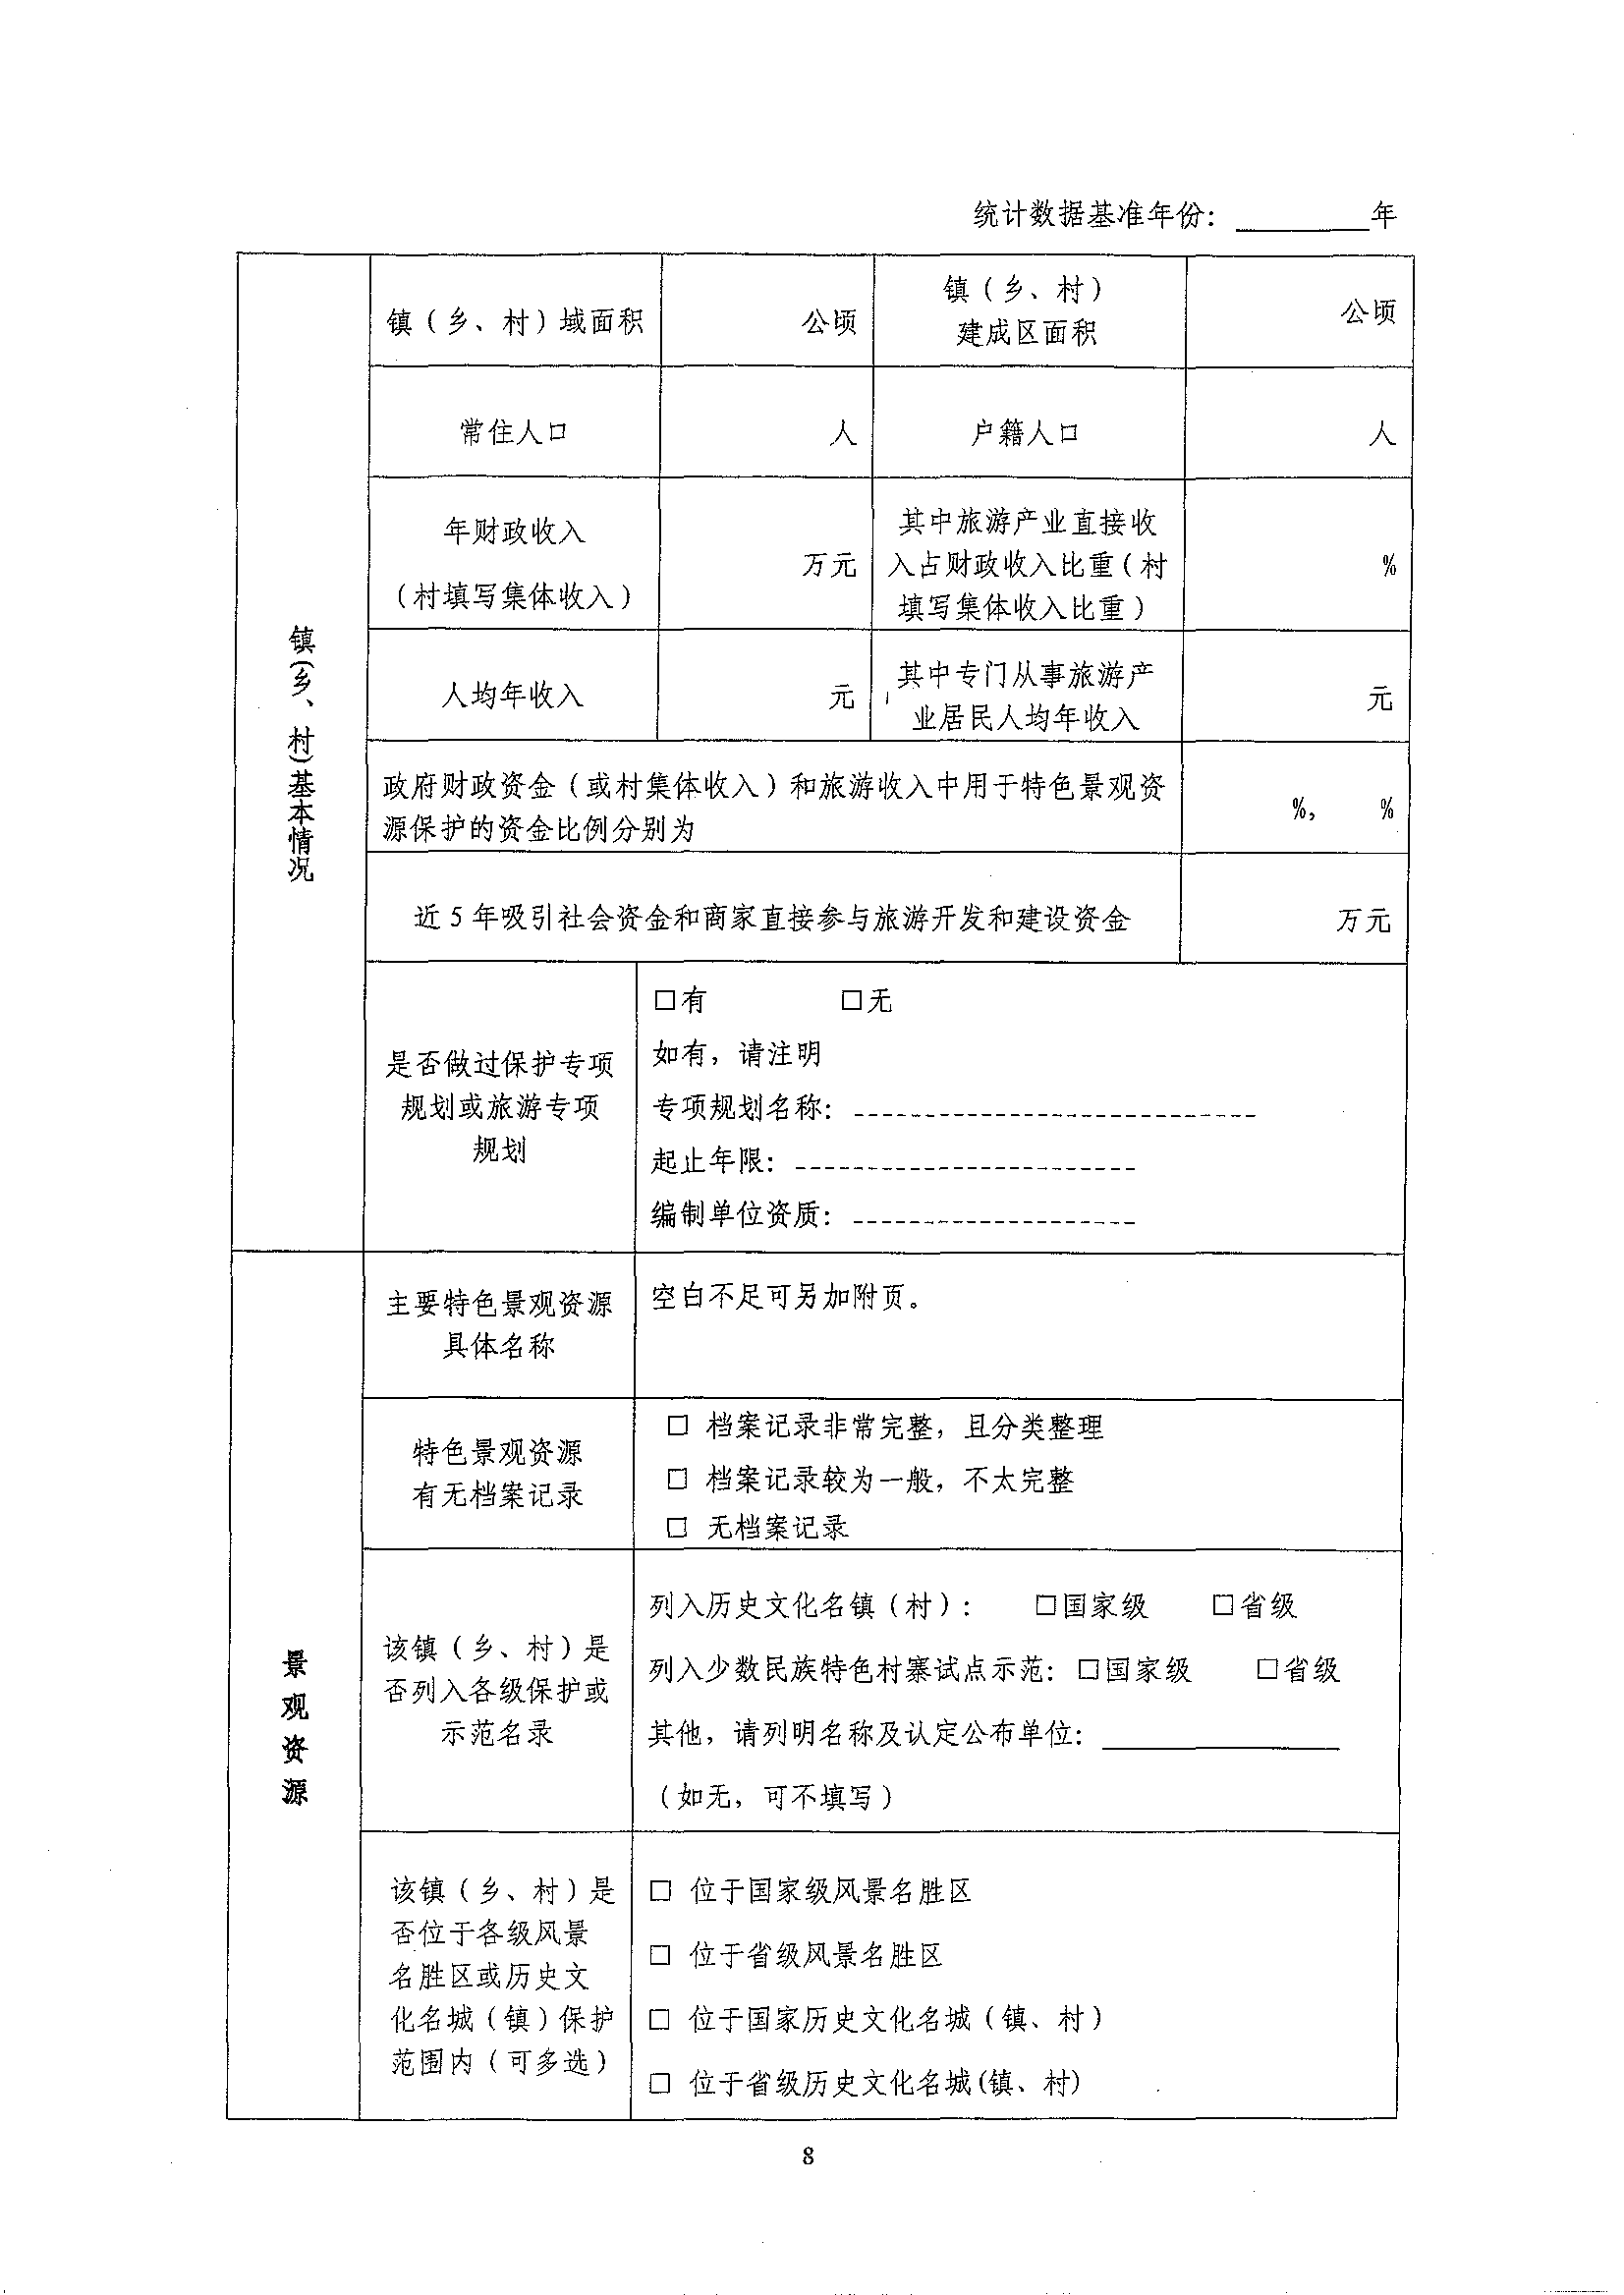 统计数据基准年份：________年
镇（乡、村）基本情况
镇（乡、村）域面积
公顷
镇（乡、村）
建成区面积
公顷
常住人口
人
户籍人口
人
年财政收入
（村填写集体收入）
万元
其中旅游产业直接收
入占财政收入比重（村
填写集体收入比重）
%
人均年收入
元
其中专门从事旅游产
业居民人均年收入
元
政府财政资金（或村集体收入）和旅游收入中用于特色景观资
源保护的资金比例分别为
%， %
近 5 年吸引社会资金和商家直接参与旅游开发和建设资金
万元
是否做过保护专项
规划或旅游专项
规划
□有 □无
如有，请注明
专项规划名称：----------------------------
起止年限：------------------------
编制单位资质：--------------------
景观资源
主要特色景观资源
具体名称
空白不足可另加附页。
特色景观资源
有无档案记录
□ 档案记录非常完整，且分类整理
□ 档案记录较为一般，不太完整
□ 无档案记录
该镇（乡、村）是
否列入各级保护或
示范名录
列入历史文化名镇（村）： □国家级 □省级
列入少数民族特色村寨试点示范：□国家级 □省级
其他，请列明名称及认定公布单位：________________
（如无，可不填写）
该镇（乡、村）是
否位于各级风景
名胜区或历史文
化名城（镇）保护
范围内（可多选）
□ 位于国家级风景名胜区
□ 位于省级风景名胜区
□ 位于国家历史文化名城（镇、村）
□ 位于省级历史文化名城(镇、村)
8